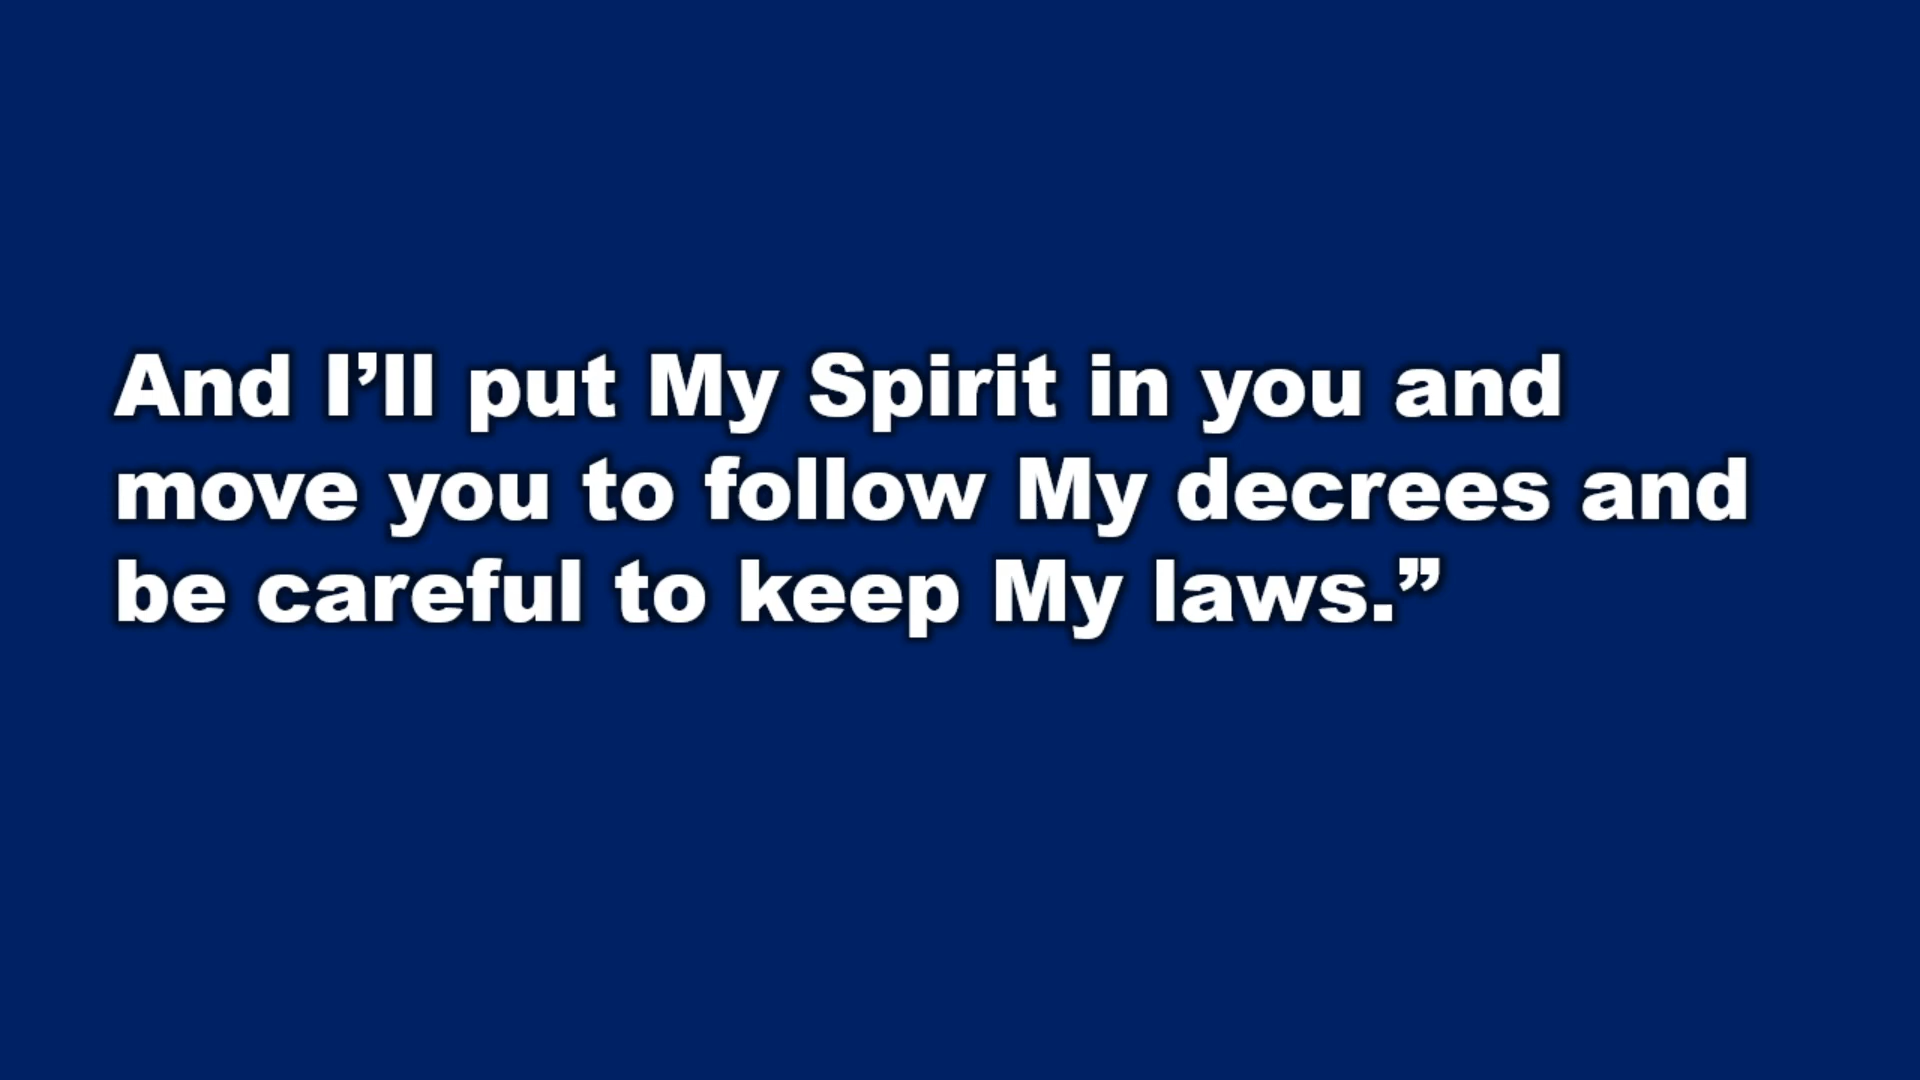 And I’ll put My Spirit in you and
move you to follow My decrees and
be careful to keep My laws.”